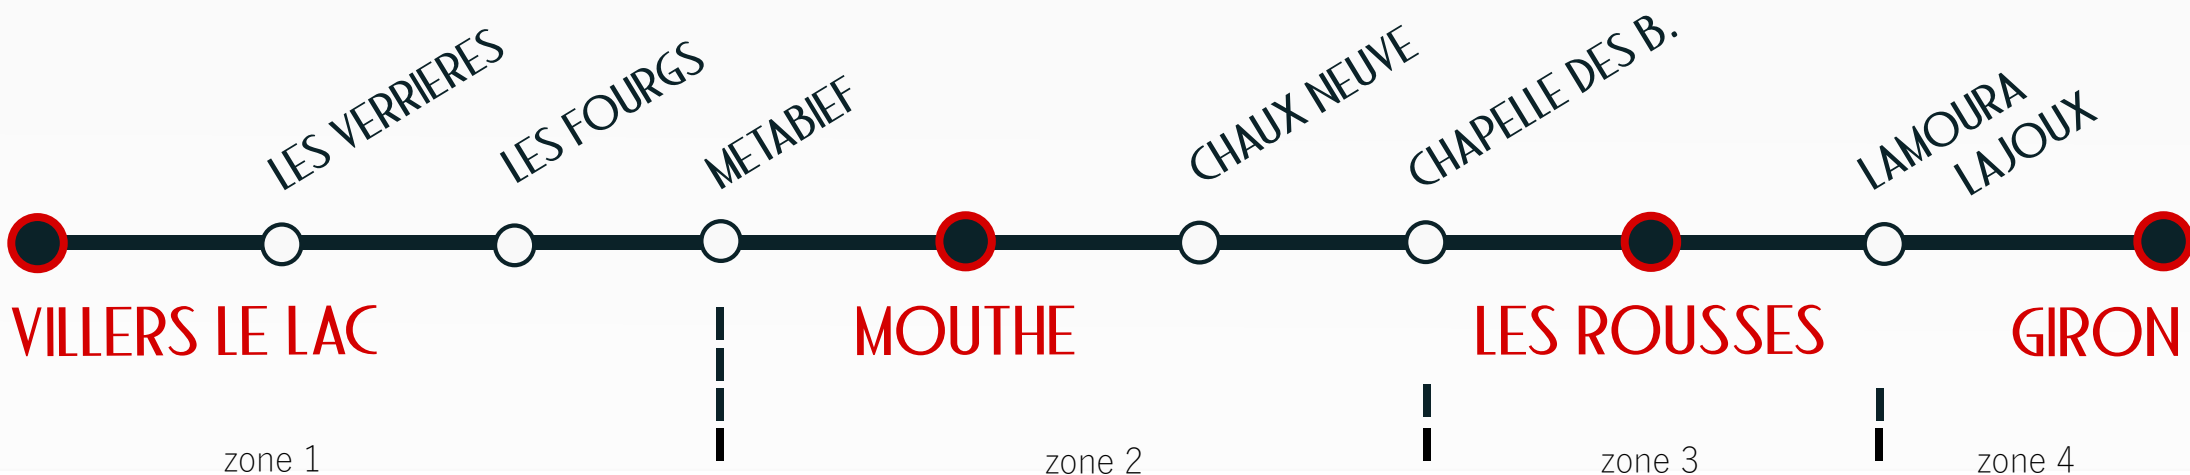 LES VERRIERES
LES FOURGS
METABIEF
CHAUX NEUVE
CHAPELLE DES B.
LAMOURA
LAJOUX
VILLERS LE LAC
MOUTHE
LES ROUSSES
GIRON
zone 1
zone 2
zone 3
zone 4